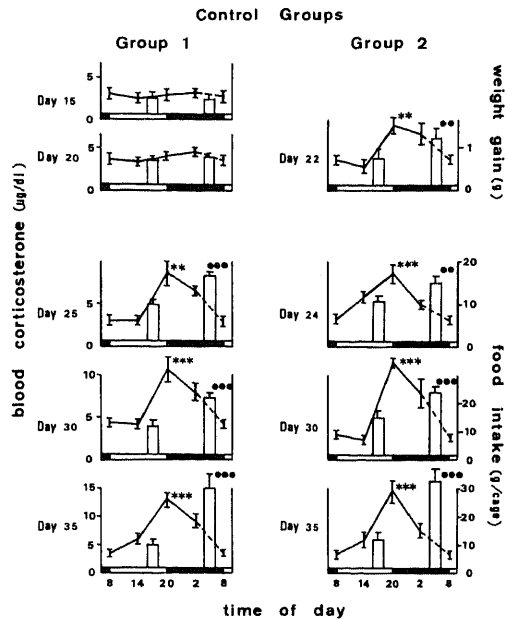 Control Groups
Group 1 Group 2
5
Day 15
0
5
Day 20
0
** ●●
1
Day 22
0
** ●●●
5
Day 25
0
*** ●●
20
Day 24
10
0
*** ●●●
10
5
Day 30
0
*** ●●●
20
Day 30
10
0
*** ●●●
15
10
Day 35
5
0
*** ●●●
30
20
Day 35
10
0
8 14 20 2 8
8 14 20 2 8
time of day
blood corticosterone (µg/dl)
weight gain (g)
food intake (g/cage)